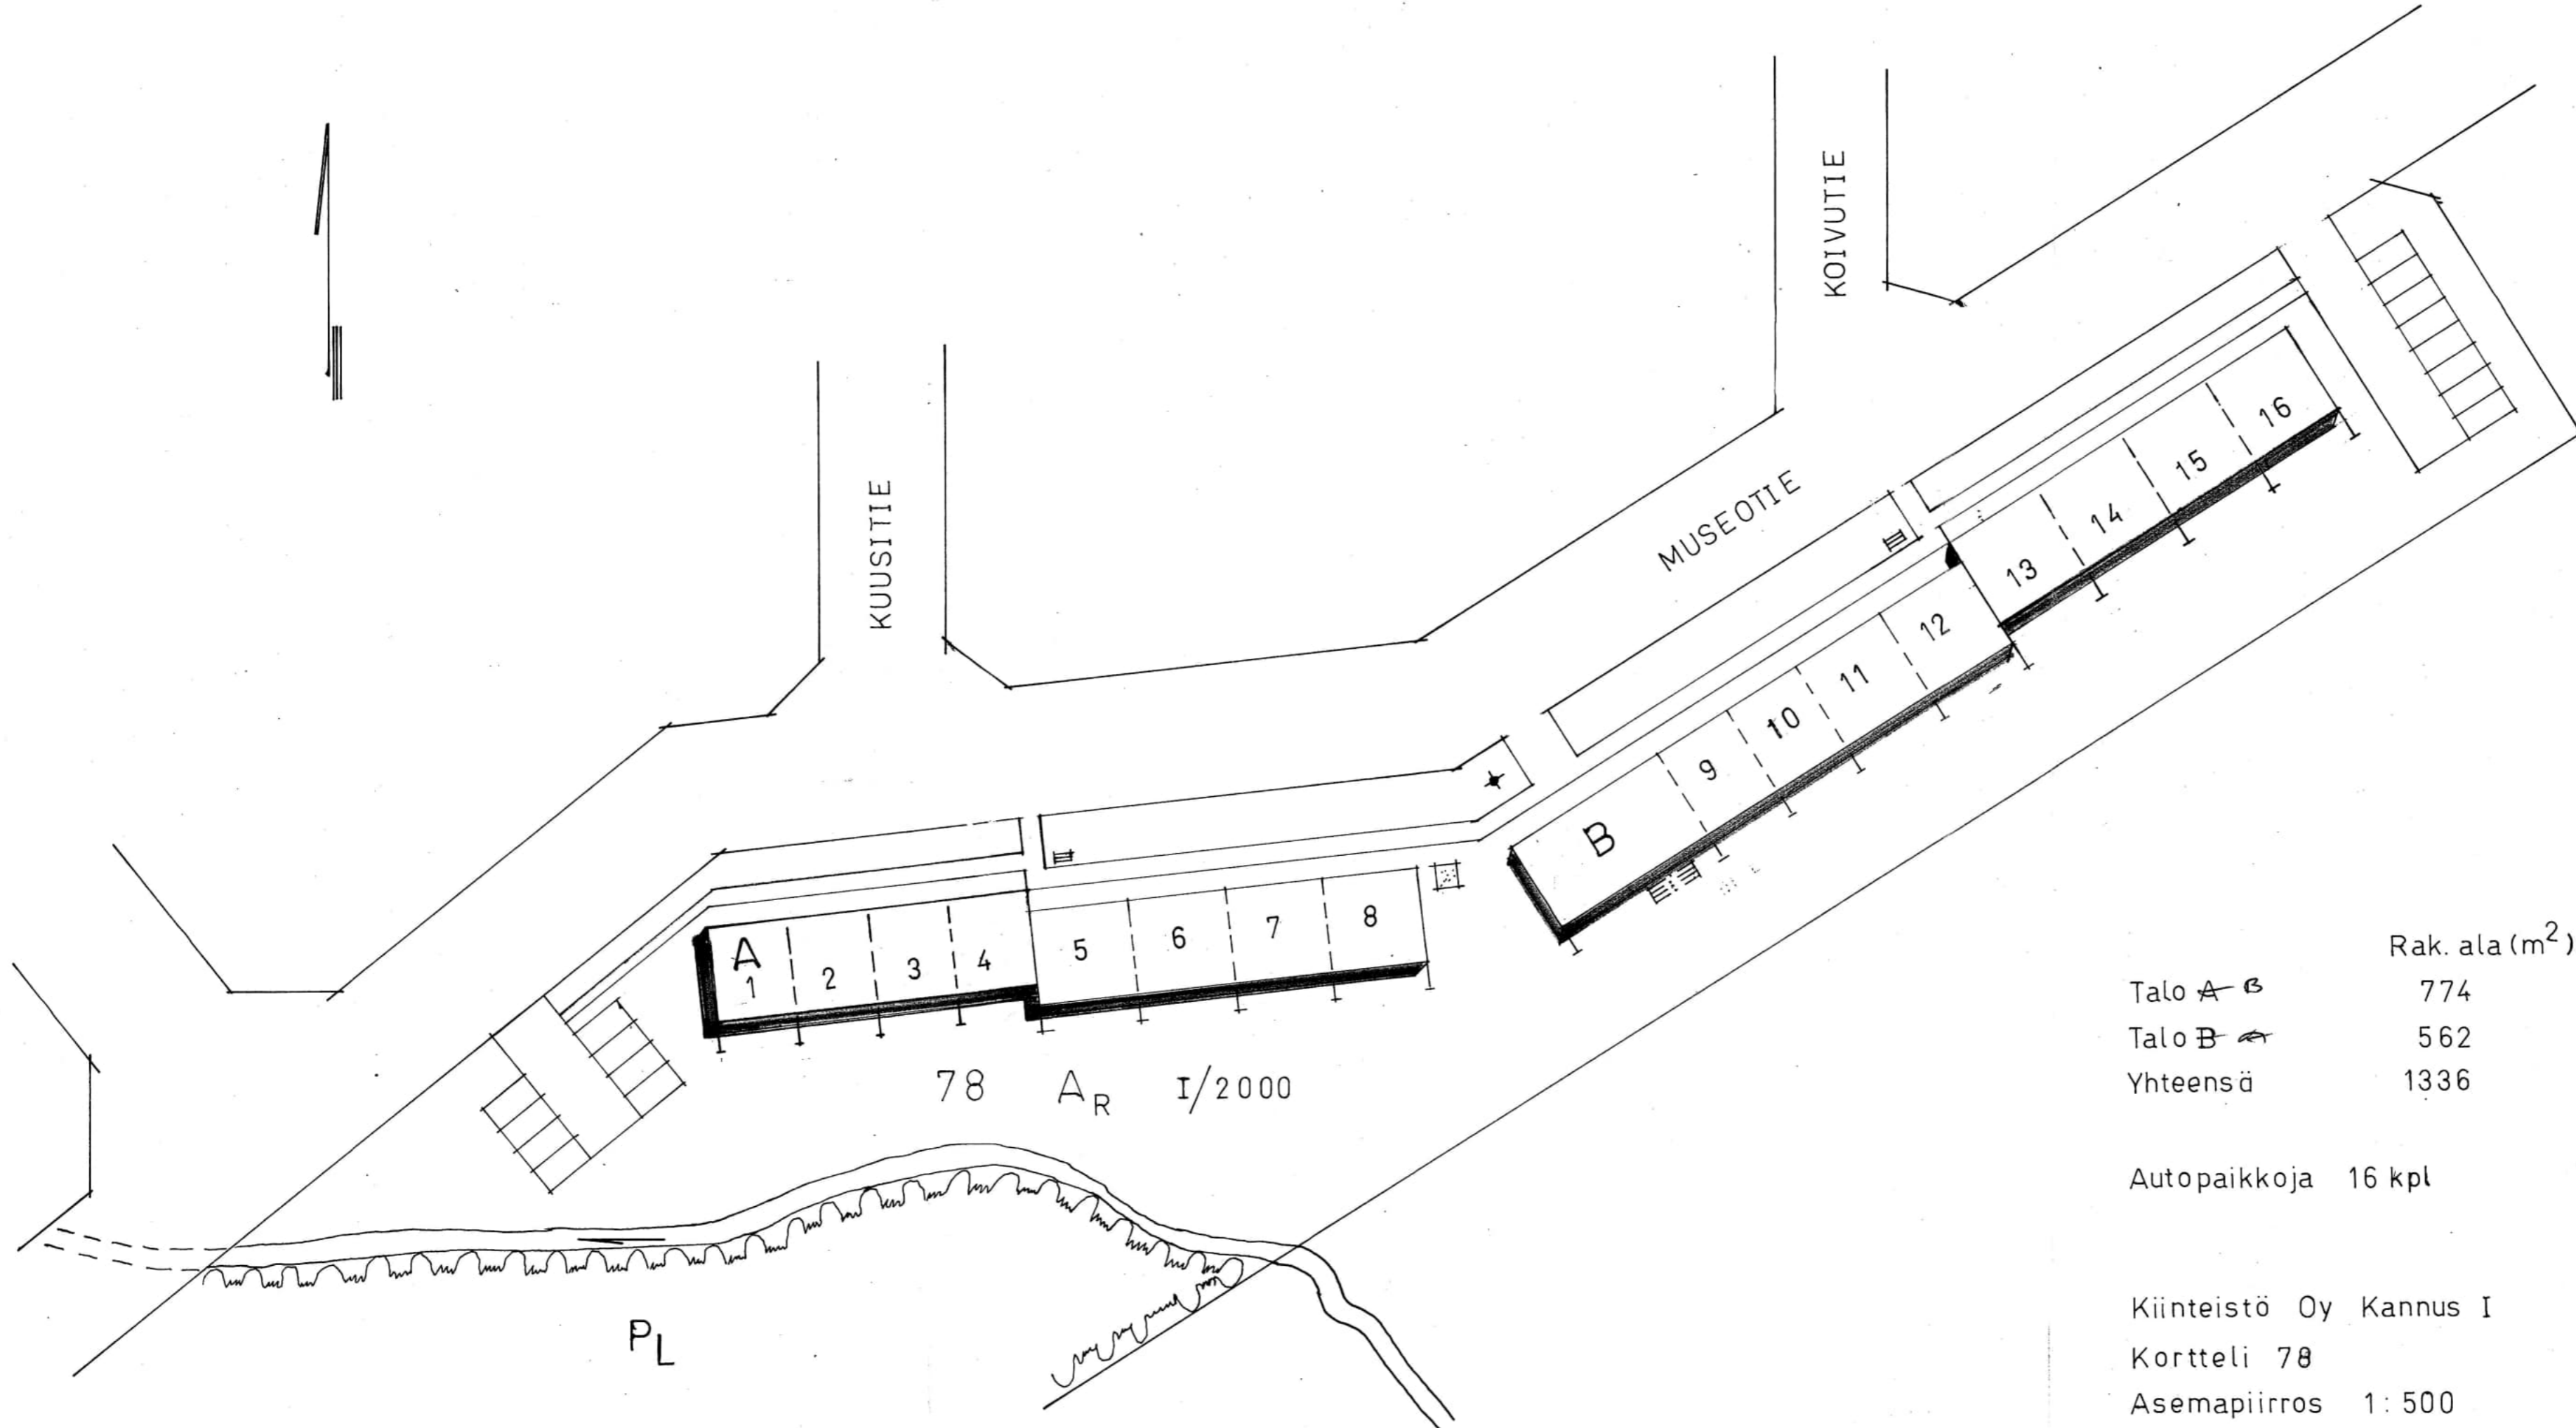 KOIVUTIE
KUUSITIE
MUSEOTIE
16
15
14
13
12
11
10
9
B
A
1
2
3
4
5
6
7
8
78 AR I/2000
PL
Rak. ala (m²)
Talo A B 774
Talo B A 562
Yhteensä 1336
Autopaikkoja 16 kpl
Kiinteistö Oy Kannus I
Kortteli 78
Asemapiirros 1:500